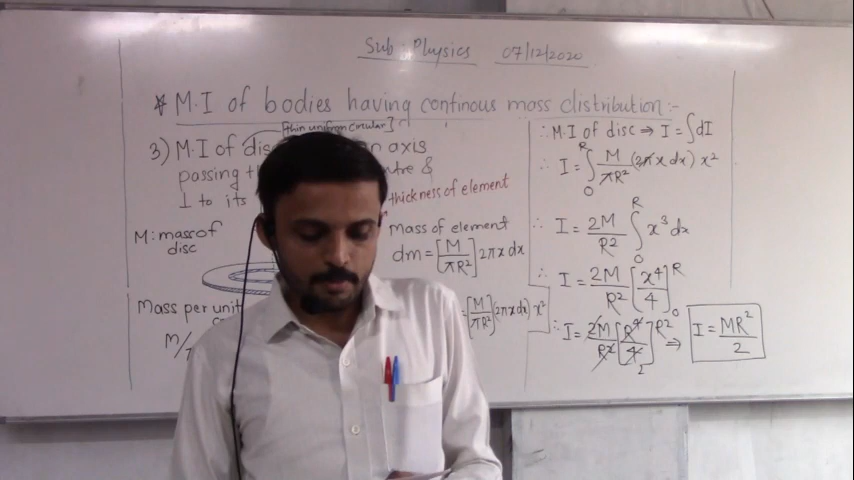 Sub : Physics 07/12/2020
* M.I of bodies having continous mass distribution :-
[thin uniform circular]
3) M.I of an axis
passing &
⊥ to its
thickness of element
M : mass of
disc
Mass per unit
M/
Mass of element
dm = [M/πR²] 2πx dx
= [M/πR²] (2πx dx) x²
∴ M.I of disc ⇒ I = ∫dI
∴ I = ∫₀ᴿ M/πR² (2πx dx) x²
∴ I = 2M/R² ∫₀ᴿ x³ dx
∴ I = 2M/R² [x⁴/4]₀ᴿ
∴ I = 2M/R² [R⁴/4] R² 2 ⇒ I = MR²/2